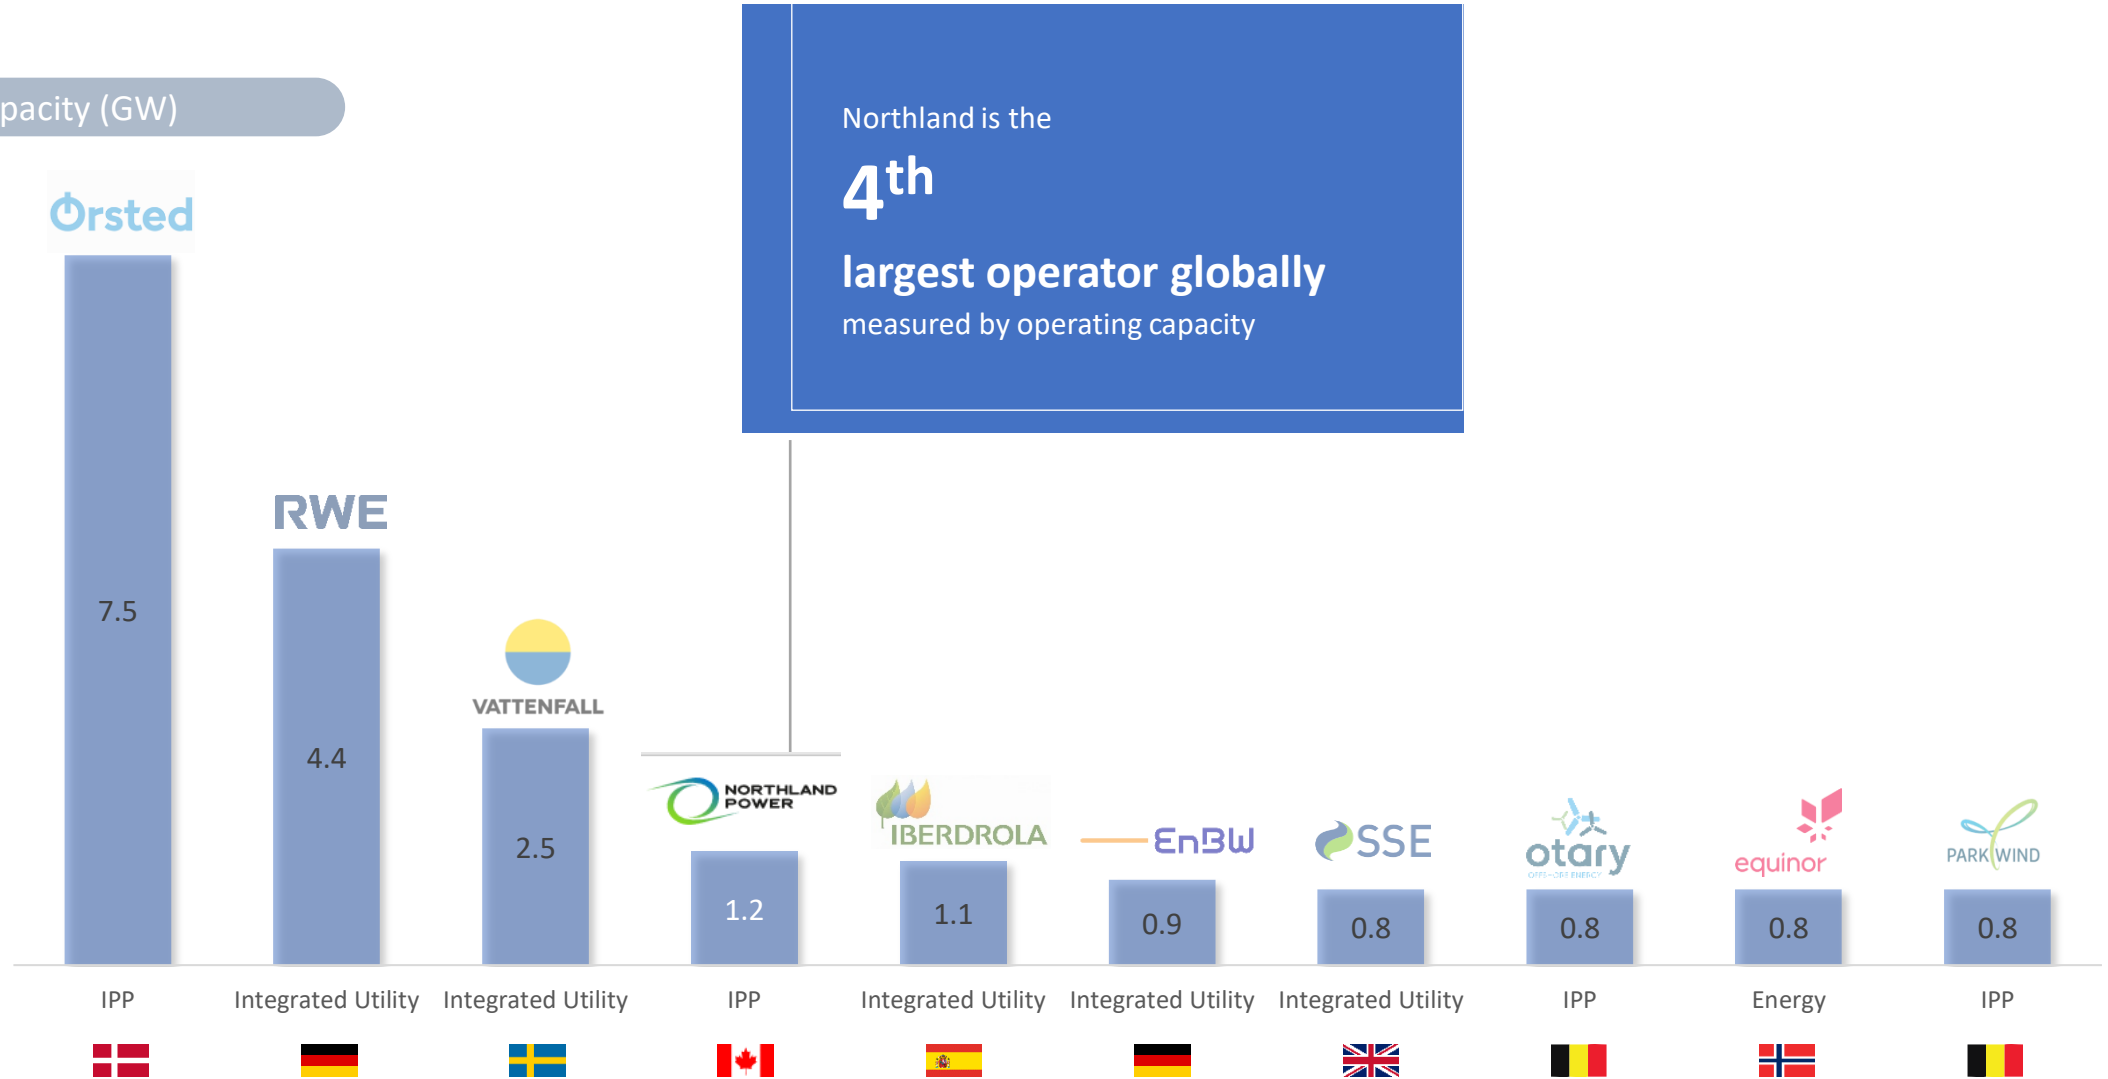 Northland is the
4th
largest operator globally
measured by operating capacity
pacity (GW)
Ørsted
RWE
VATTENFALL
NORTHLAND
POWER
IBERDROLA
EnBW
SSE
otary
OFFSHORE ENERGY
equinor
PARKWIND
7.5
4.4
2.5
1.2
1.1
0.9
0.8
0.8
0.8
0.8
IPP
Integrated Utility
Integrated Utility
IPP
Integrated Utility
Integrated Utility
Integrated Utility
IPP
Energy
IPP